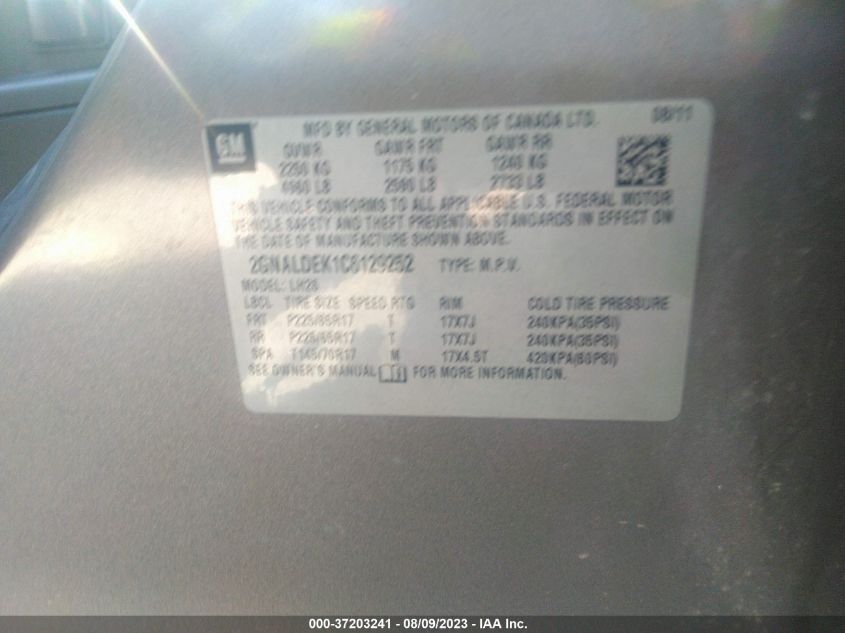 GM MFD BY GENERAL MOTORS OF CANADA LTD. 08/11
GVWR GAWR FRT GAWR RR
2250 KG 1175 KG 1240 KG
4960 LB 2590 LB 2733 LB
THIS VEHICLE CONFORMS TO ALL APPLICABLE U.S. FEDERAL MOTOR
VEHICLE SAFETY AND THEFT PREVENTION STANDARDS IN EFFECT ON
THE DATE OF MANUFACTURE SHOWN ABOVE.
2GNALDEK1C6129252 TYPE: M.P.V.
MODEL: LH26
LBCL TIRE SIZE SPEED RTG RIM COLD TIRE PRESSURE
FRT P225/65R17 T 17X7J 240KPA(35PSI)
RR P225/65R17 T 17X7J 240KPA(35PSI)
SPA T145/70R17 M 17X4.5T 420KPA(60PSI)
SEE OWNER'S MANUAL FOR MORE INFORMATION.
000-37203241 - 08/09/2023 - IAA Inc.